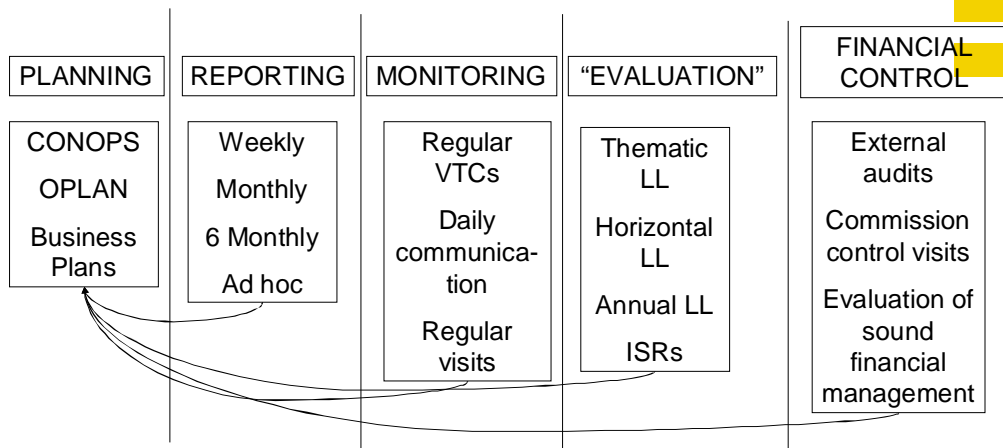 PLANNING
CONOPS
OPLAN
Business
Plans
REPORTING
Weekly
Monthly
6 Monthly
Ad hoc
MONITORING
Regular
VTCs
Daily
communica-
tion
Regular
visits
“EVALUATION”
Thematic
LL
Horizontal
LL
Annual LL
ISRs
FINANCIAL
CONTROL
External
audits
Commission
control visits
Evaluation of
sound
financial
management